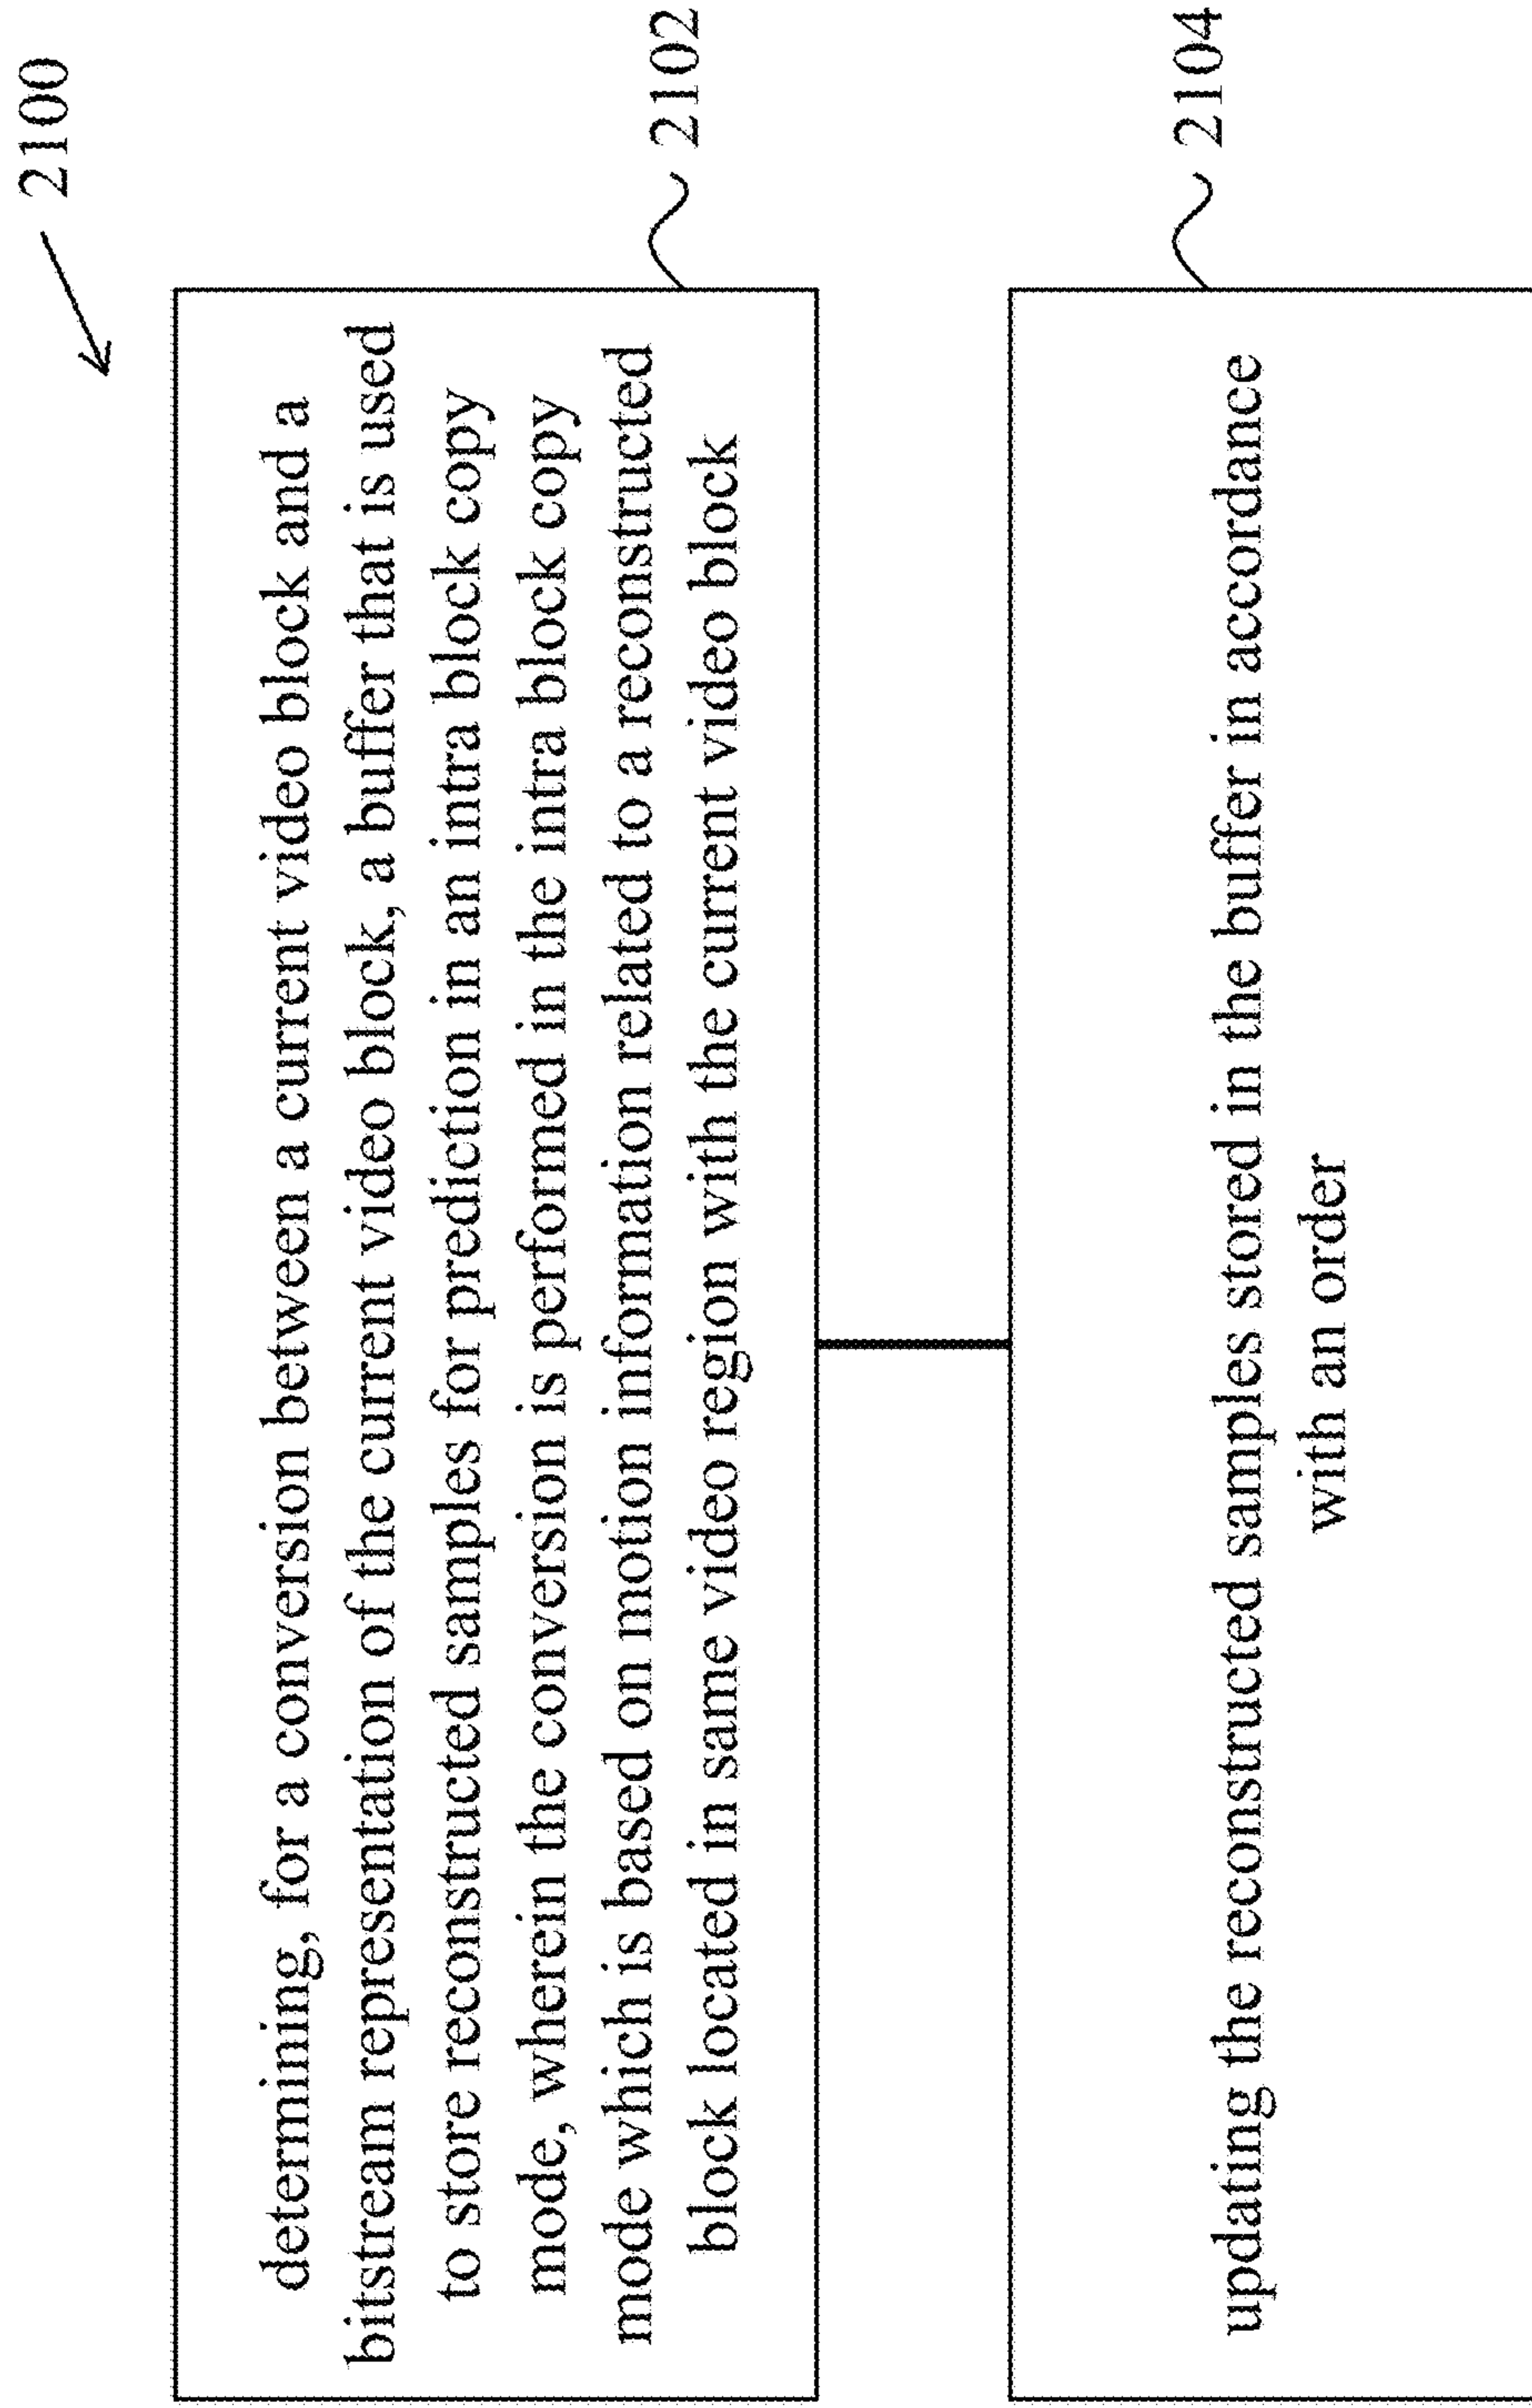 2100
determining, for a conversion between a current video block and a
bitstream representation of the current video block, a buffer that is used
to store reconstructed samples for prediction in an intra block copy
mode, wherein the conversion is performed in the intra block copy
mode which is based on motion information related to a reconstructed
block located in same video region with the current video block
2102
updating the reconstructed samples stored in the buffer in accordance
with an order
2104